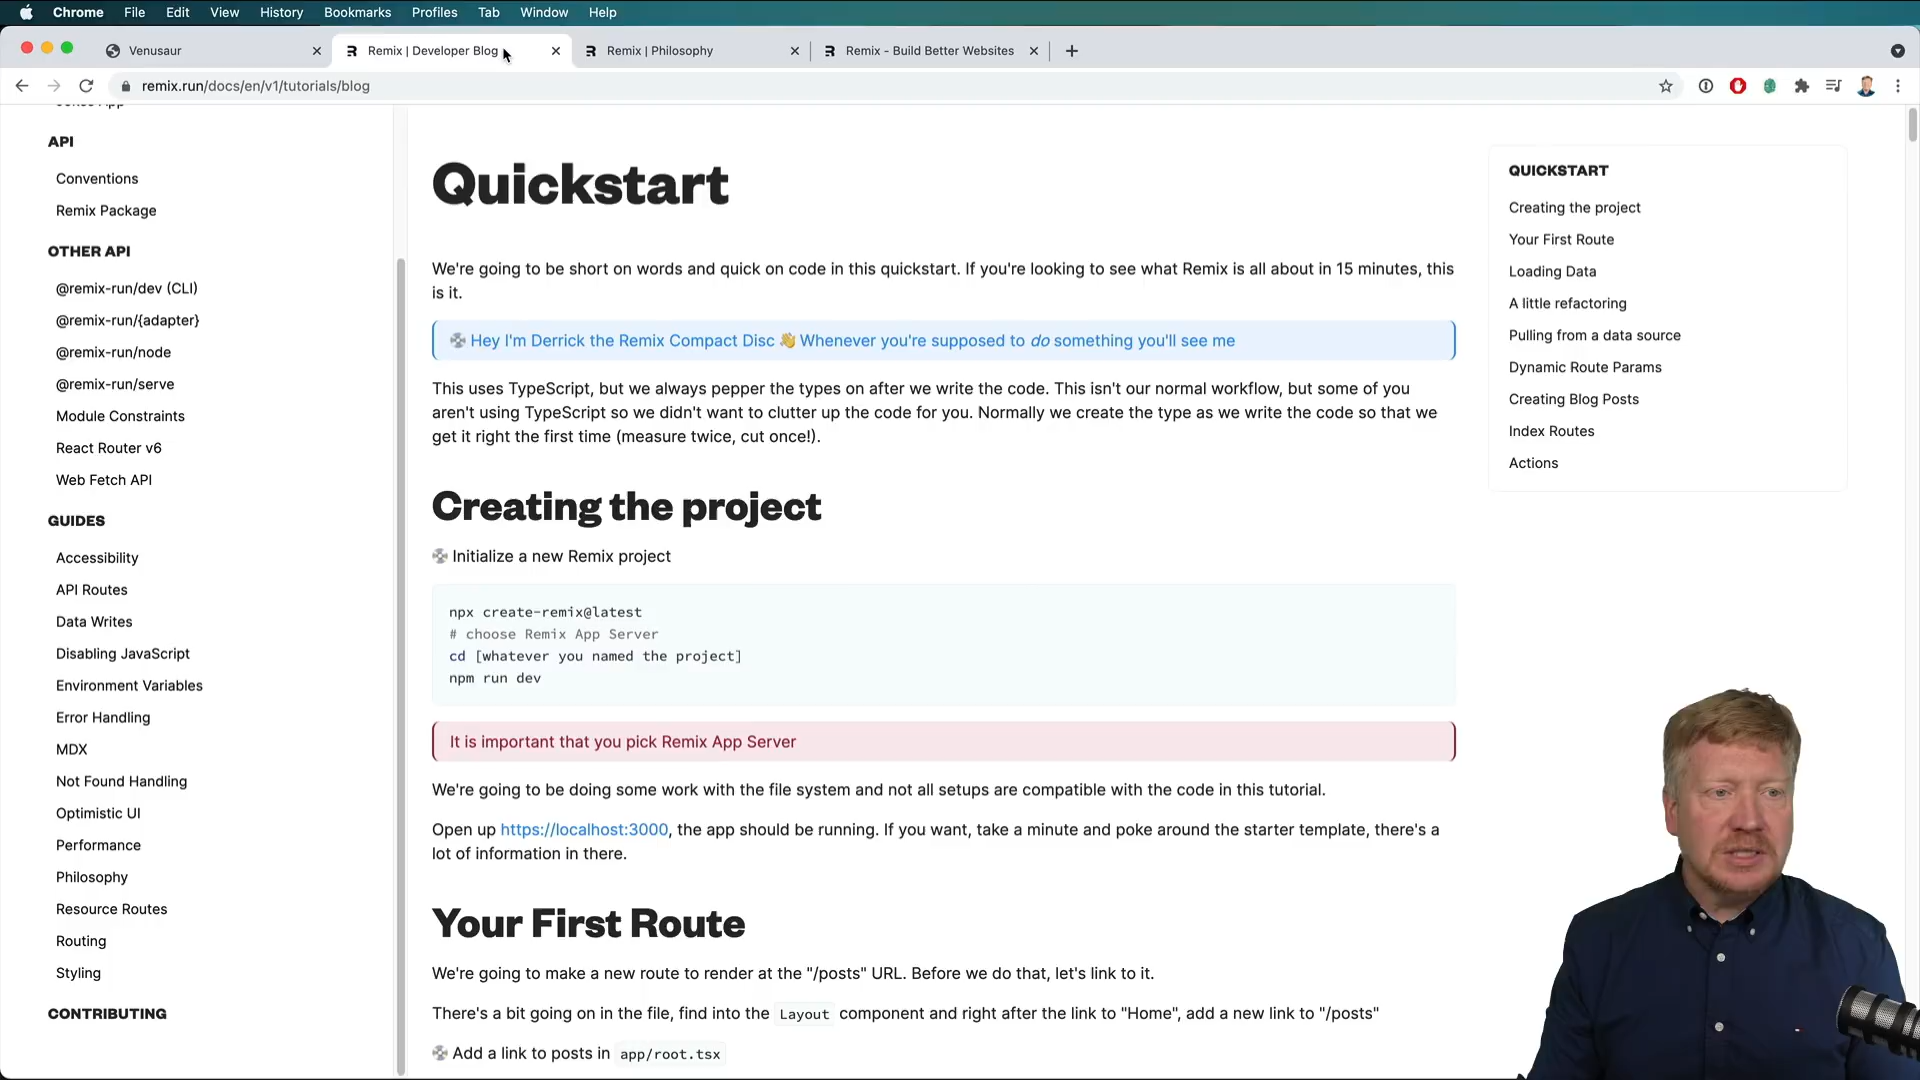 Chrome File Edit View History Bookmarks Profiles Tab Window Help
Venusaur
Remix | Developer Blog
Remix | Philosophy
Remix - Build Better Websites
remix.run/docs/en/v1/tutorials/blog
API
Conventions
Remix Package
OTHER API
@remix-run/dev (CLI)
@remix-run/{adapter}
@remix-run/node
@remix-run/serve
Module Constraints
React Router v6
Web Fetch API
GUIDES
Accessibility
API Routes
Data Writes
Disabling JavaScript
Environment Variables
Error Handling
MDX
Not Found Handling
Optimistic UI
Performance
Philosophy
Resource Routes
Routing
Styling
CONTRIBUTING
Quickstart
We're going to be short on words and quick on code in this quickstart. If you're looking to see what Remix is all about in 15 minutes, this
is it.
💿 Hey I'm Derrick the Remix Compact Disc 👋 Whenever you're supposed to do something you'll see me
This uses TypeScript, but we always pepper the types on after we write the code. This isn't our normal workflow, but some of you
aren't using TypeScript so we didn't want to clutter up the code for you. Normally we create the type as we write the code so that we
get it right the first time (measure twice, cut once!).
Creating the project
💿 Initialize a new Remix project
npx create-remix@latest
# choose Remix App Server
cd [whatever you named the project]
npm run dev
It is important that you pick Remix App Server
We're going to be doing some work with the file system and not all setups are compatible with the code in this tutorial.
Open up https://localhost:3000, the app should be running. If you want, take a minute and poke around the starter template, there's a
lot of information in there.
Your First Route
We're going to make a new route to render at the "/posts" URL. Before we do that, let's link to it.
There's a bit going on in the file, find into the Layout component and right after the link to "Home", add a new link to "/posts"
💿 Add a link to posts in app/root.tsx
QUICKSTART
Creating the project
Your First Route
Loading Data
A little refactoring
Pulling from a data source
Dynamic Route Params
Creating Blog Posts
Index Routes
Actions